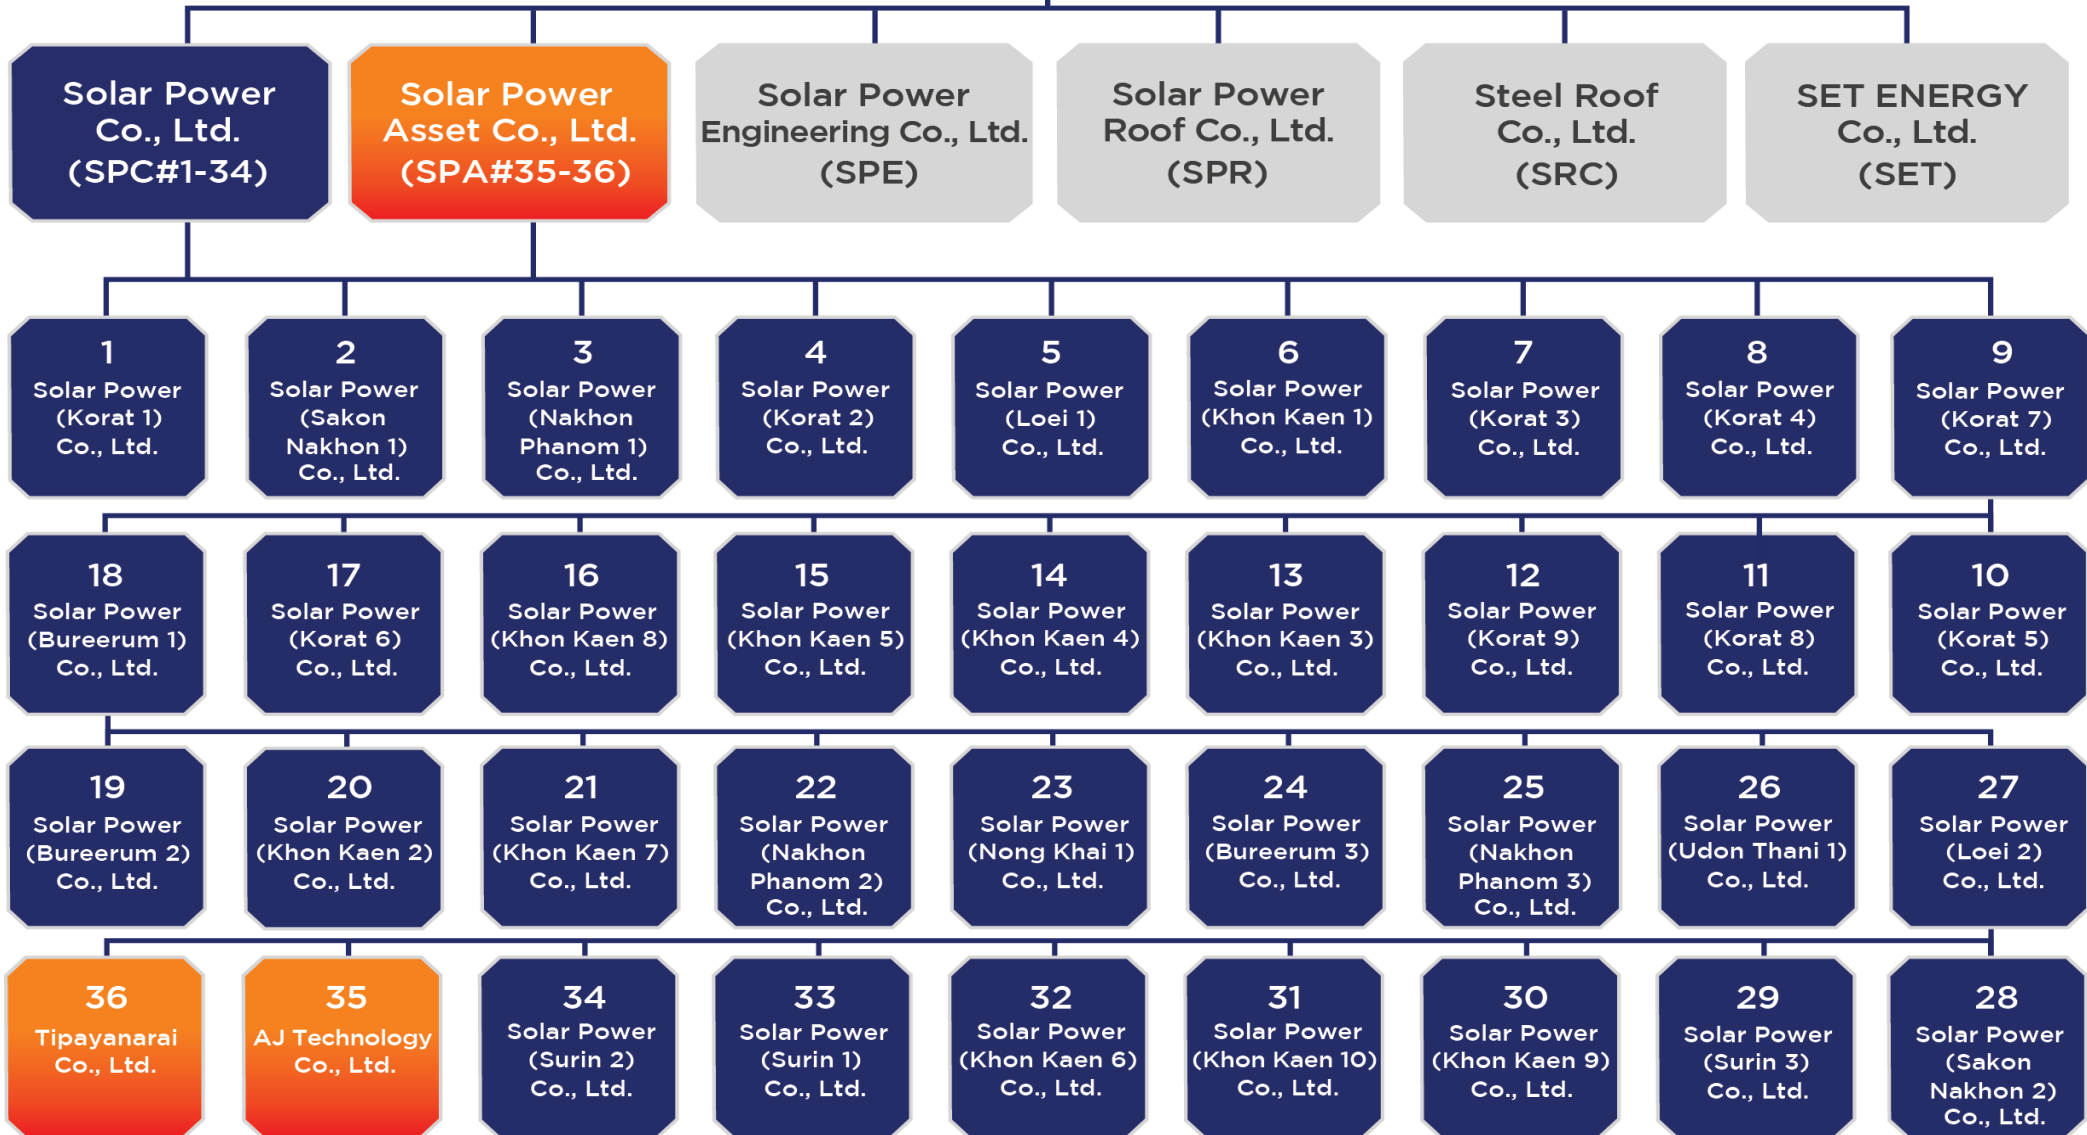 Solar Power
Co., Ltd.
(SPC#1-34)
Solar Power
Asset Co., Ltd.
(SPA#35-36)
Solar Power
Engineering Co., Ltd.
(SPE)
Solar Power
Roof Co., Ltd.
(SPR)
Steel Roof
Co., Ltd.
(SRC)
SET ENERGY
Co., Ltd.
(SET)
1
Solar Power
(Korat 1)
Co., Ltd.
2
Solar Power
(Sakon
Nakhon 1)
Co., Ltd.
3
Solar Power
(Nakhon
Phanom 1)
Co., Ltd.
4
Solar Power
(Korat 2)
Co., Ltd.
5
Solar Power
(Loei 1)
Co., Ltd.
6
Solar Power
(Khon Kaen 1)
Co., Ltd.
7
Solar Power
(Korat 3)
Co., Ltd.
8
Solar Power
(Korat 4)
Co., Ltd.
9
Solar Power
(Korat 7)
Co., Ltd.
18
Solar Power
(Bureerum 1)
Co., Ltd.
17
Solar Power
(Korat 6)
Co., Ltd.
16
Solar Power
(Khon Kaen 8)
Co., Ltd.
15
Solar Power
(Khon Kaen 5)
Co., Ltd.
14
Solar Power
(Khon Kaen 4)
Co., Ltd.
13
Solar Power
(Khon Kaen 3)
Co., Ltd.
12
Solar Power
(Korat 9)
Co., Ltd.
11
Solar Power
(Korat 8)
Co., Ltd.
10
Solar Power
(Korat 5)
Co., Ltd.
19
Solar Power
(Bureerum 2)
Co., Ltd.
20
Solar Power
(Khon Kaen 2)
Co., Ltd.
21
Solar Power
(Khon Kaen 7)
Co., Ltd.
22
Solar Power
(Nakhon
Phanom 2)
Co., Ltd.
23
Solar Power
(Nong Khai 1)
Co., Ltd.
24
Solar Power
(Bureerum 3)
Co., Ltd.
25
Solar Power
(Nakhon
Phanom 3)
Co., Ltd.
26
Solar Power
(Udon Thani 1)
Co., Ltd.
27
Solar Power
(Loei 2)
Co., Ltd.
36
Tipayanarai
Co., Ltd.
35
AJ Technology
Co., Ltd.
34
Solar Power
(Surin 2)
Co., Ltd.
33
Solar Power
(Surin 1)
Co., Ltd.
32
Solar Power
(Khon Kaen 6)
Co., Ltd.
31
Solar Power
(Khon Kaen 10)
Co., Ltd.
30
Solar Power
(Khon Kaen 9)
Co., Ltd.
29
Solar Power
(Surin 3)
Co., Ltd.
28
Solar Power
(Sakon
Nakhon 2)
Co., Ltd.